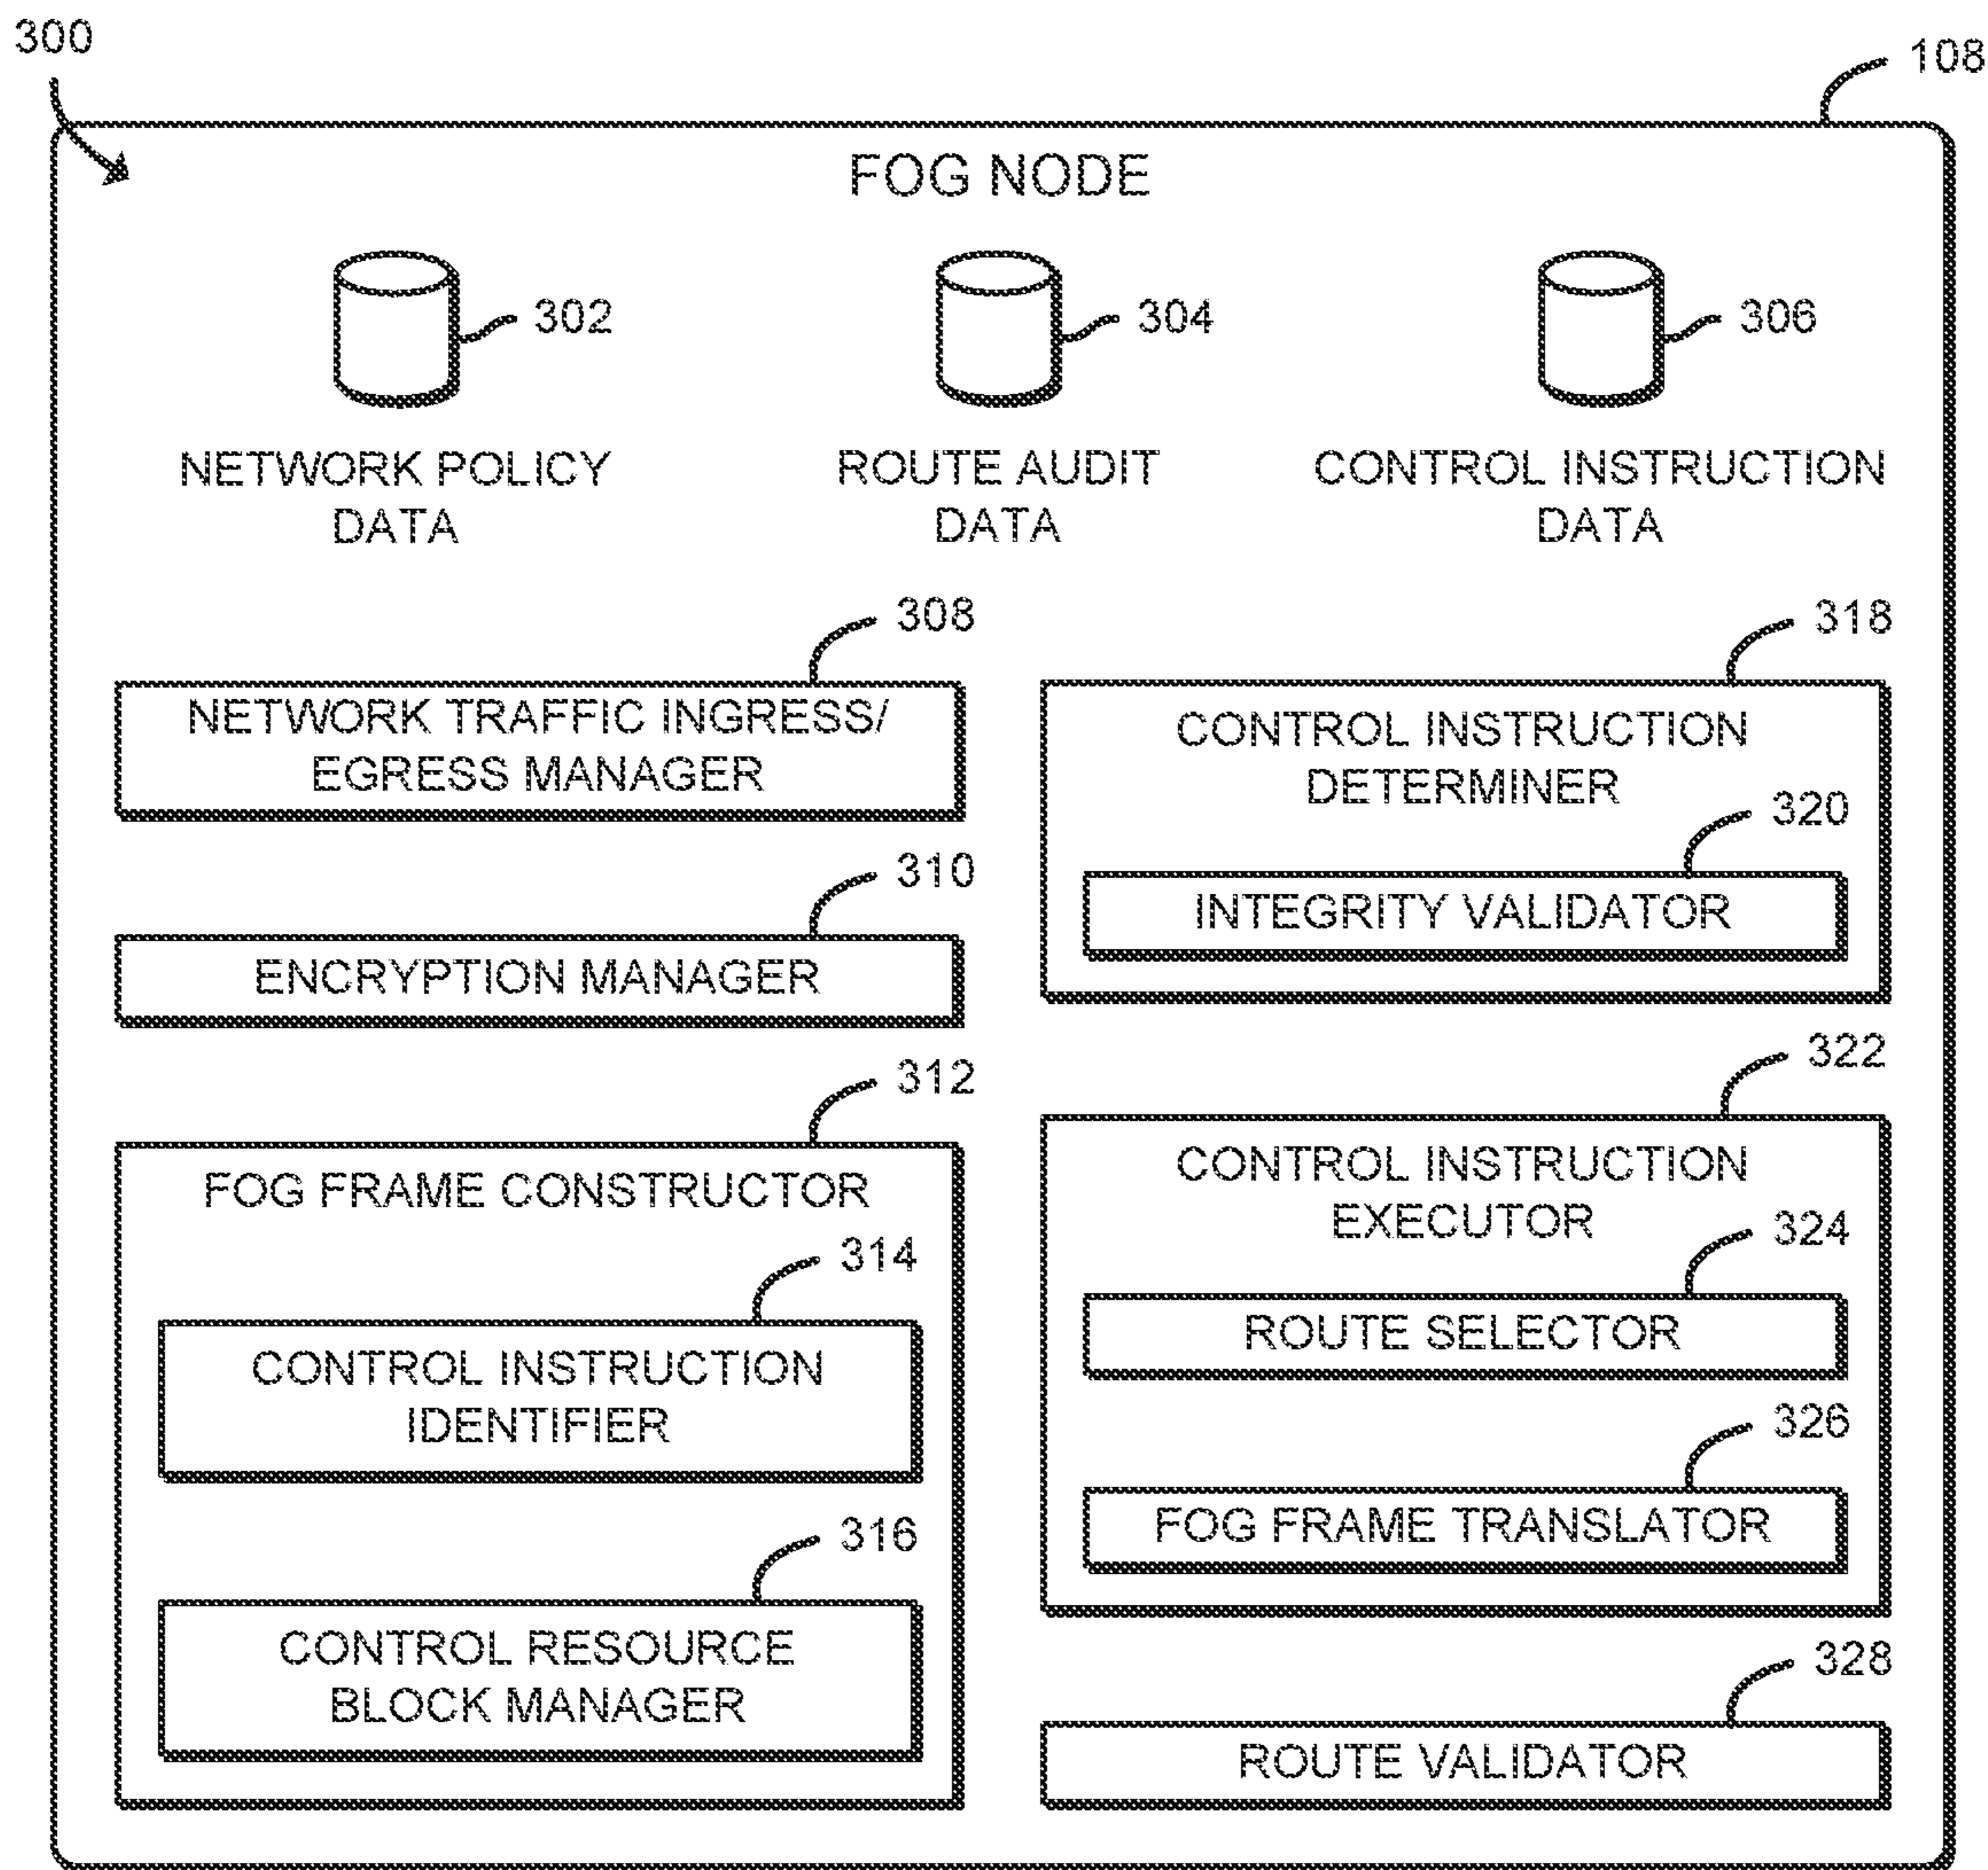 300
108
FOG NODE
302
304
306
NETWORK POLICY
DATA
ROUTE AUDIT
DATA
CONTROL INSTRUCTION
DATA
308
NETWORK TRAFFIC INGRESS/
EGRESS MANAGER
310
ENCRYPTION MANAGER
312
FOG FRAME CONSTRUCTOR
314
CONTROL INSTRUCTION
IDENTIFIER
316
CONTROL RESOURCE
BLOCK MANAGER
318
CONTROL INSTRUCTION
DETERMINER
320
INTEGRITY VALIDATOR
322
CONTROL INSTRUCTION
EXECUTOR
324
ROUTE SELECTOR
326
FOG FRAME TRANSLATOR
328
ROUTE VALIDATOR